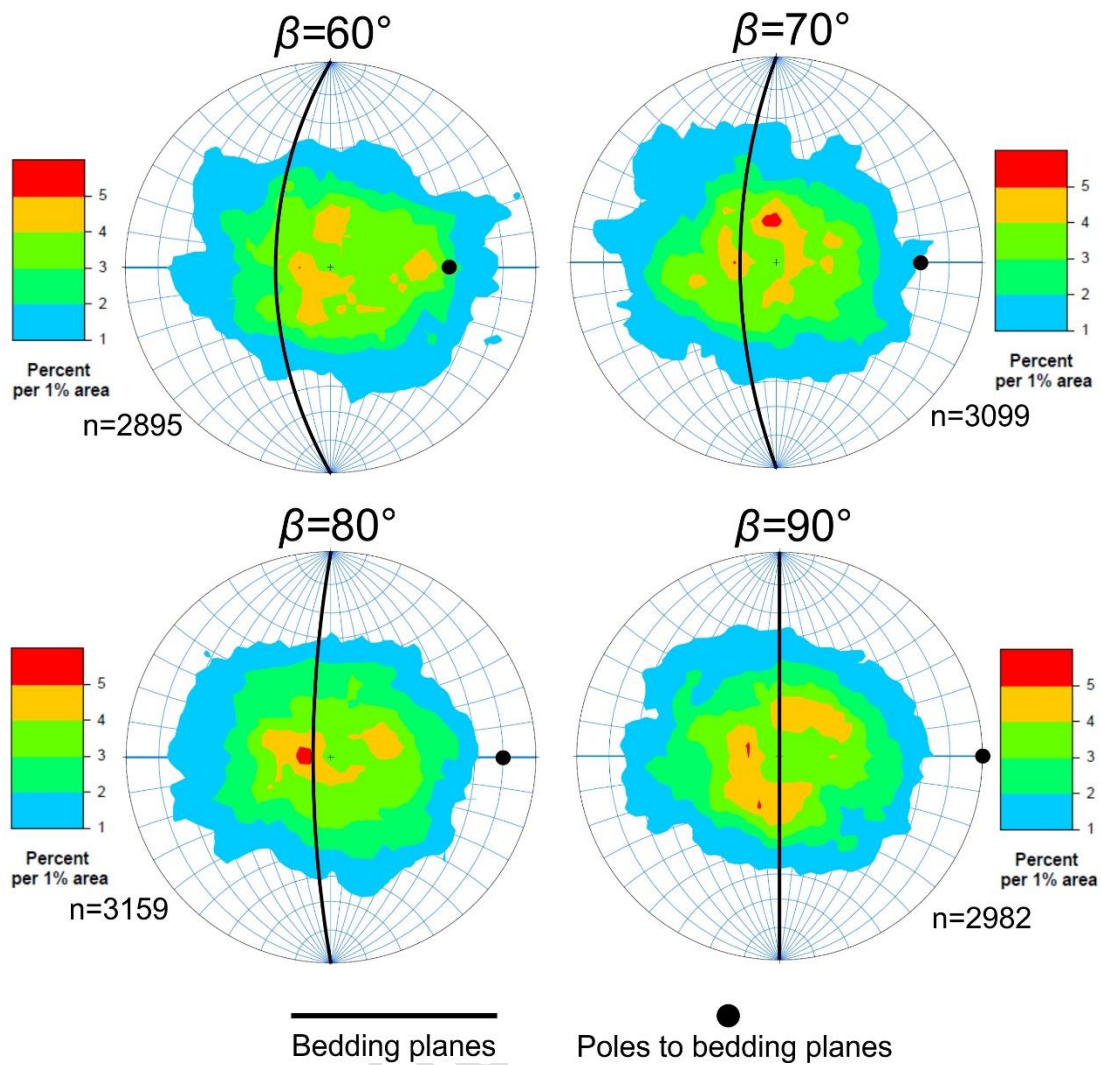 β=60°
β=70°
5
4
3
2
1
Percent
per 1% area
n=2895
5
4
3
2
1
Percent
per 1% area
n=3099
β=80°
β=90°
5
4
3
2
1
Percent
per 1% area
n=3159
5
4
3
2
1
Percent
per 1% area
n=2982
Bedding planes
Poles to bedding planes